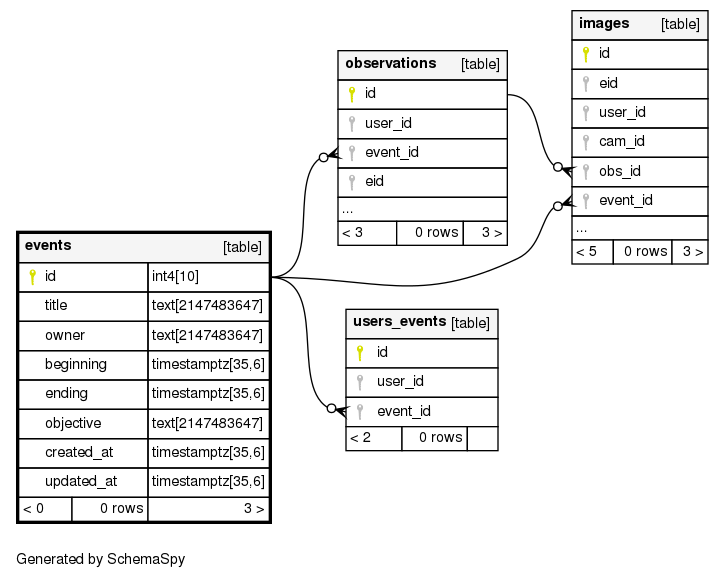 images [table]
id
eid
user_id
cam_id
obs_id
event_id
...
< 5 0 rows 3 >
observations [table]
id
user_id
event_id
eid
...
< 3 0 rows 3 >
events [table]
id int4[10]
title text[2147483647]
owner text[2147483647]
beginning timestamptz[35,6]
ending timestamptz[35,6]
objective text[2147483647]
created_at timestamptz[35,6]
updated_at timestamptz[35,6]
< 0 0 rows 3 >
users_events [table]
id
user_id
event_id
< 2 0 rows
Generated by SchemaSpy